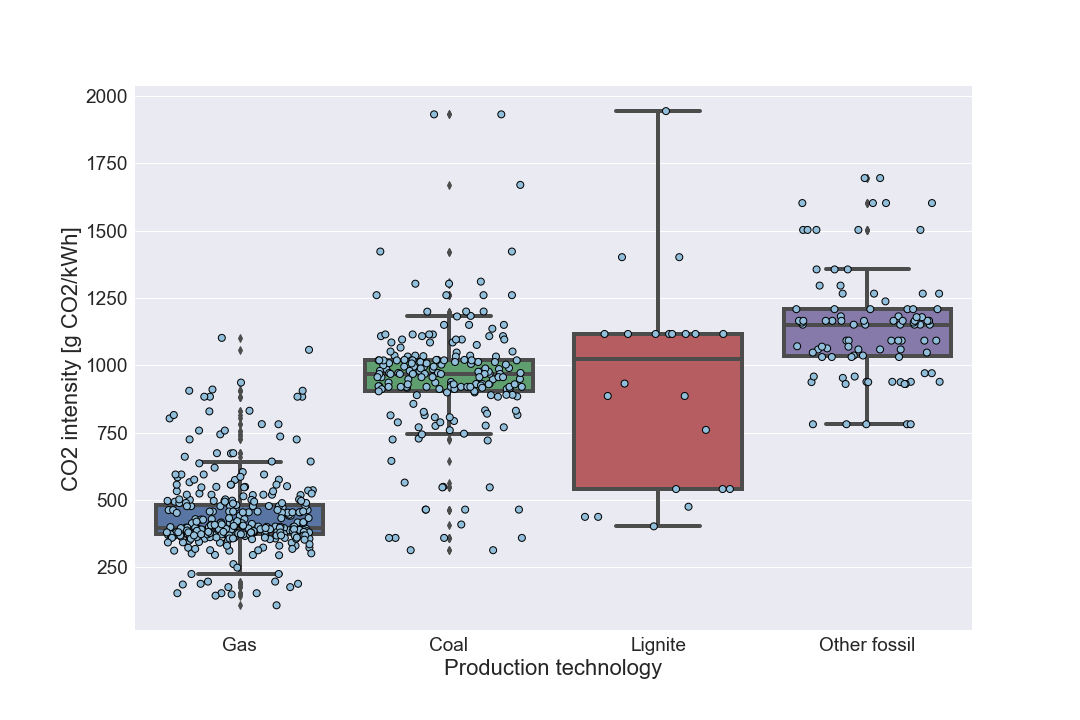 2000
1750
1500
1250
1000
750
500
250
CO2 intensity [g CO2/kWh]
Gas
Coal
Lignite
Other fossil
Production technology